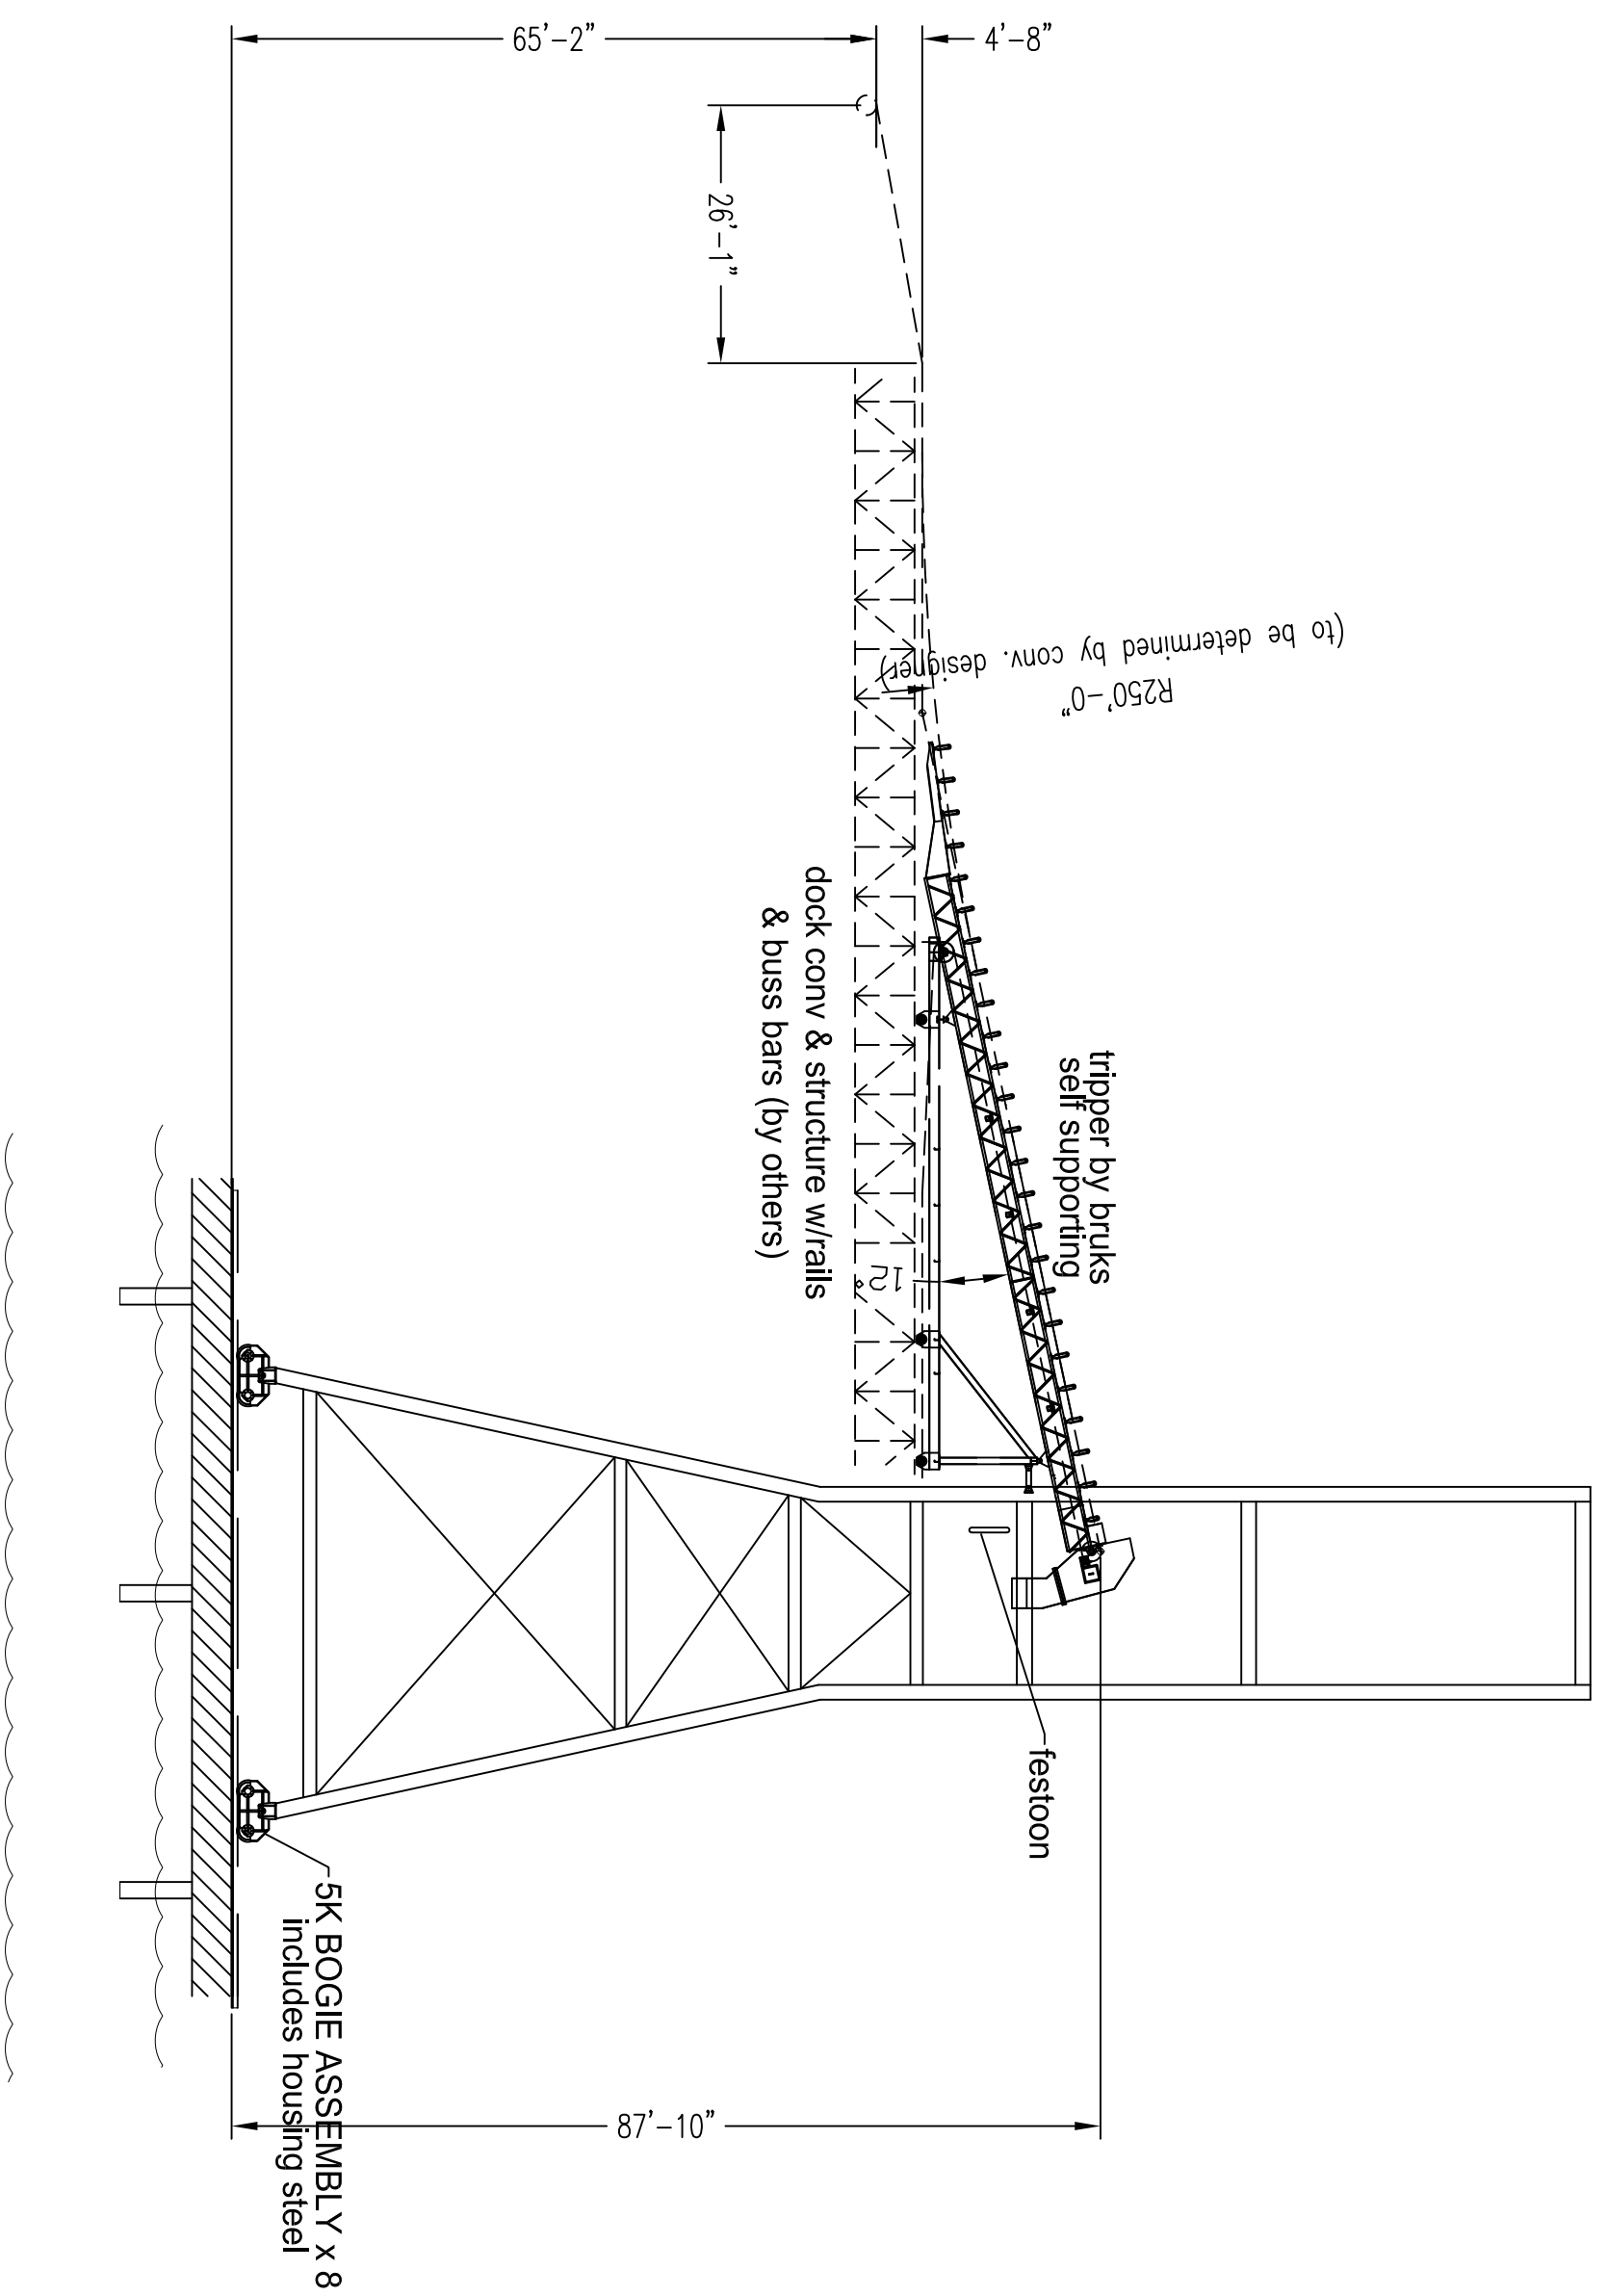 65'-2"
4'-8"
26'-1"
(to be determined by conv. designer)
R250'-0"
dock conv & structure w/rails
& buss bars (by others)
tripper by bruks
self supporting
12°
festoon
5K BOGIE ASSEMBLY x 8
includes housing steel
87'-10"